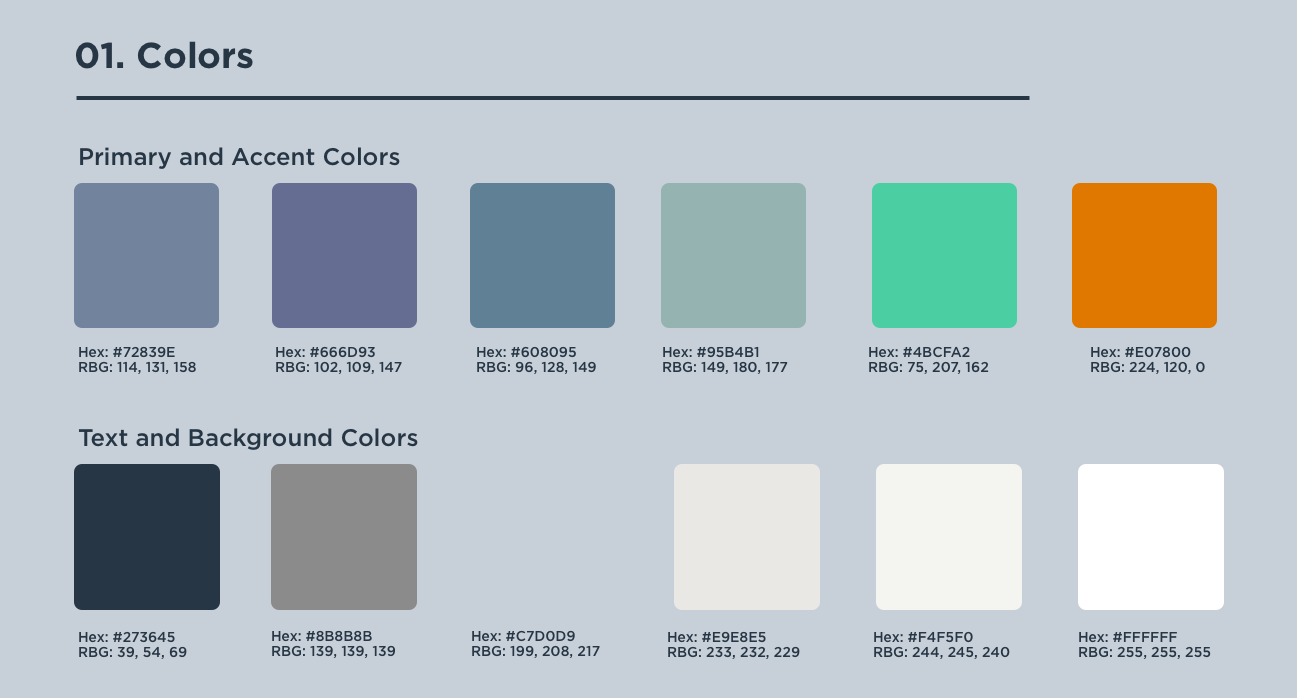 01. Colors
Primary and Accent Colors
Hex: #72839E
RBG: 114, 131, 158
Hex: #666D93
RBG: 102, 109, 147
Hex: #608095
RBG: 96, 128, 149
Hex: #95B4B1
RBG: 149, 180, 177
Hex: #4BCFA2
RBG: 75, 207, 162
Hex: #E07800
RBG: 224, 120, 0
Text and Background Colors
Hex: #273645
RBG: 39, 54, 69
Hex: #8B8B8B
RBG: 139, 139, 139
Hex: #C7D0D9
RBG: 199, 208, 217
Hex: #E9E8E5
RBG: 233, 232, 229
Hex: #F4F5F0
RBG: 244, 245, 240
Hex: #FFFFFF
RBG: 255, 255, 255